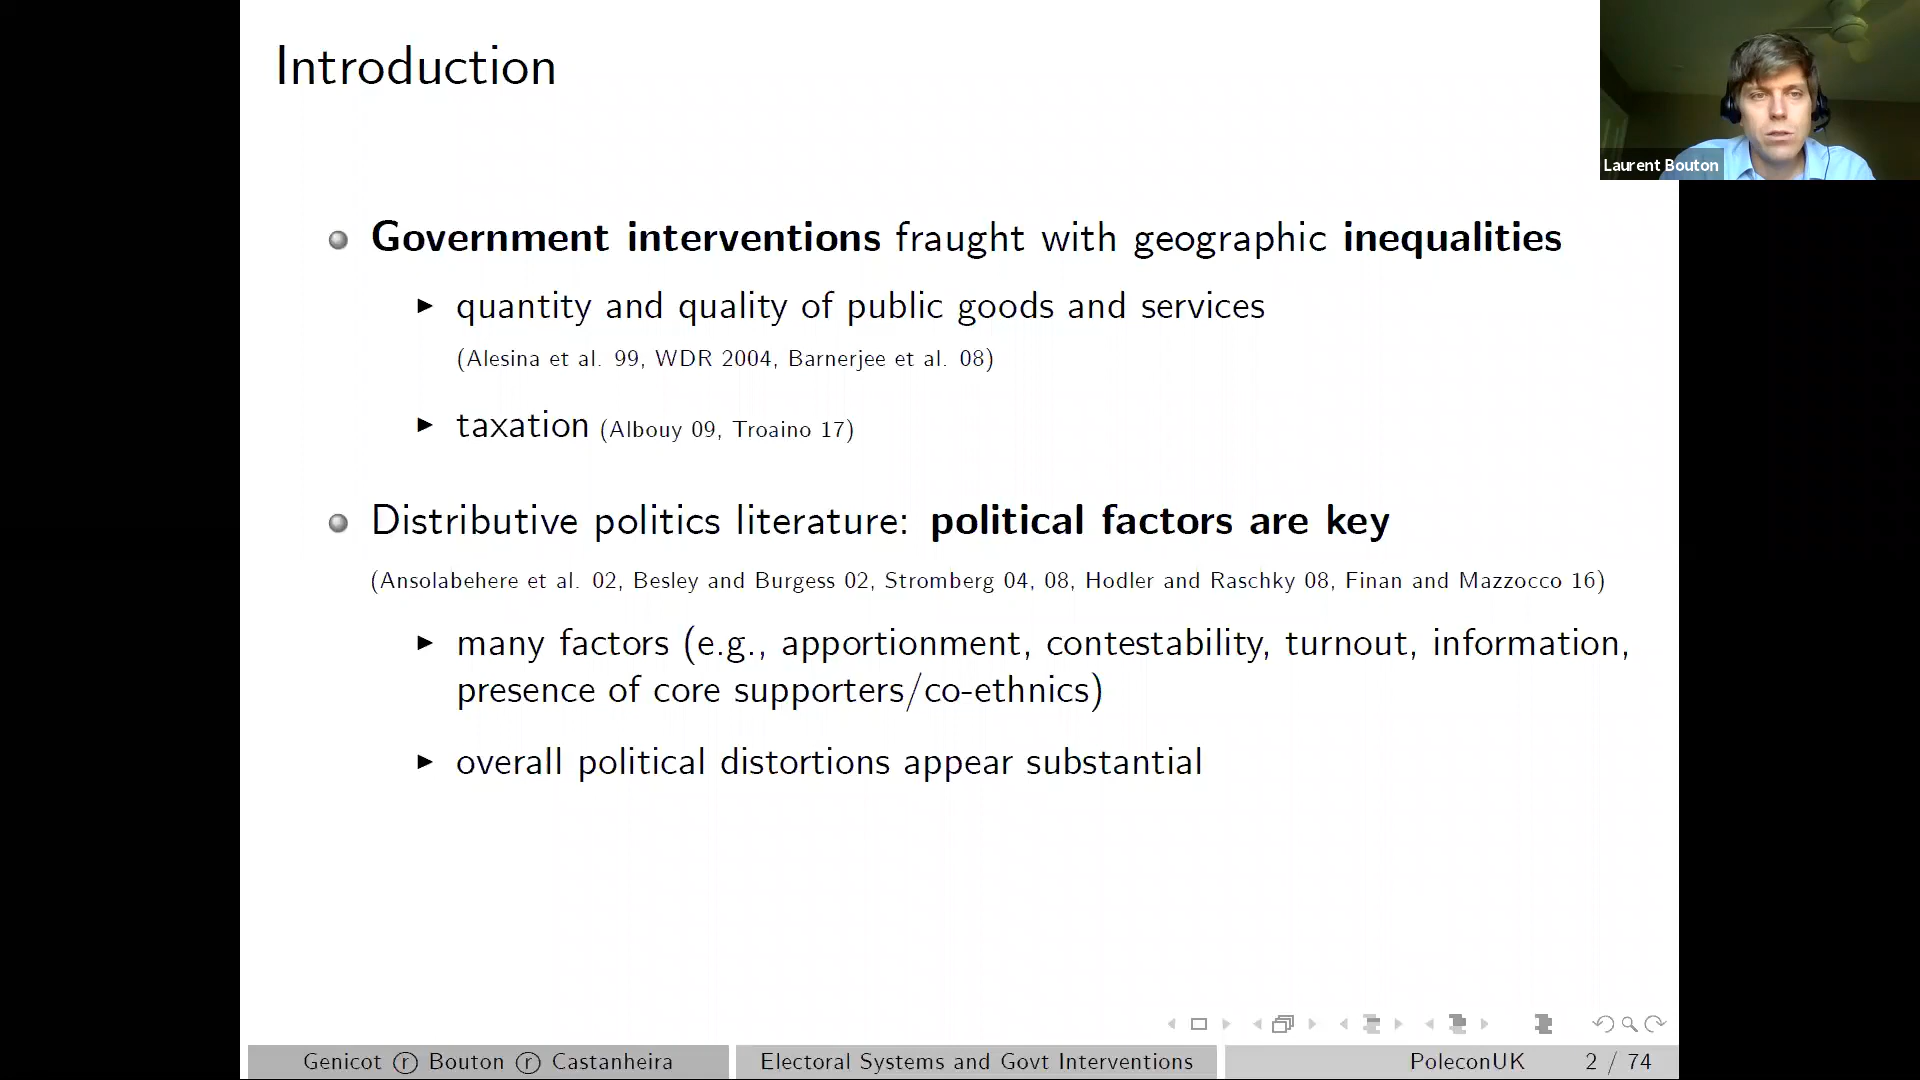 Introduction
Laurent Bouton
Government interventions fraught with geographic inequalities
quantity and quality of public goods and services
(Alesina et al. 99, WDR 2004, Barnerjee et al. 08)
taxation (Albouy 09, Troaino 17)
Distributive politics literature: political factors are key
(Ansolabehere et al. 02, Besley and Burgess 02, Stromberg 04, 08, Hodler and Raschky 08, Finan and Mazzocco 16)
many factors (e.g., apportionment, contestability, turnout, information,
presence of core supporters/co-ethnics)
overall political distortions appear substantial
Genicot ⓡ Bouton ⓡ Castanheira
Electoral Systems and Govt Interventions
PoleconUK 2 / 74